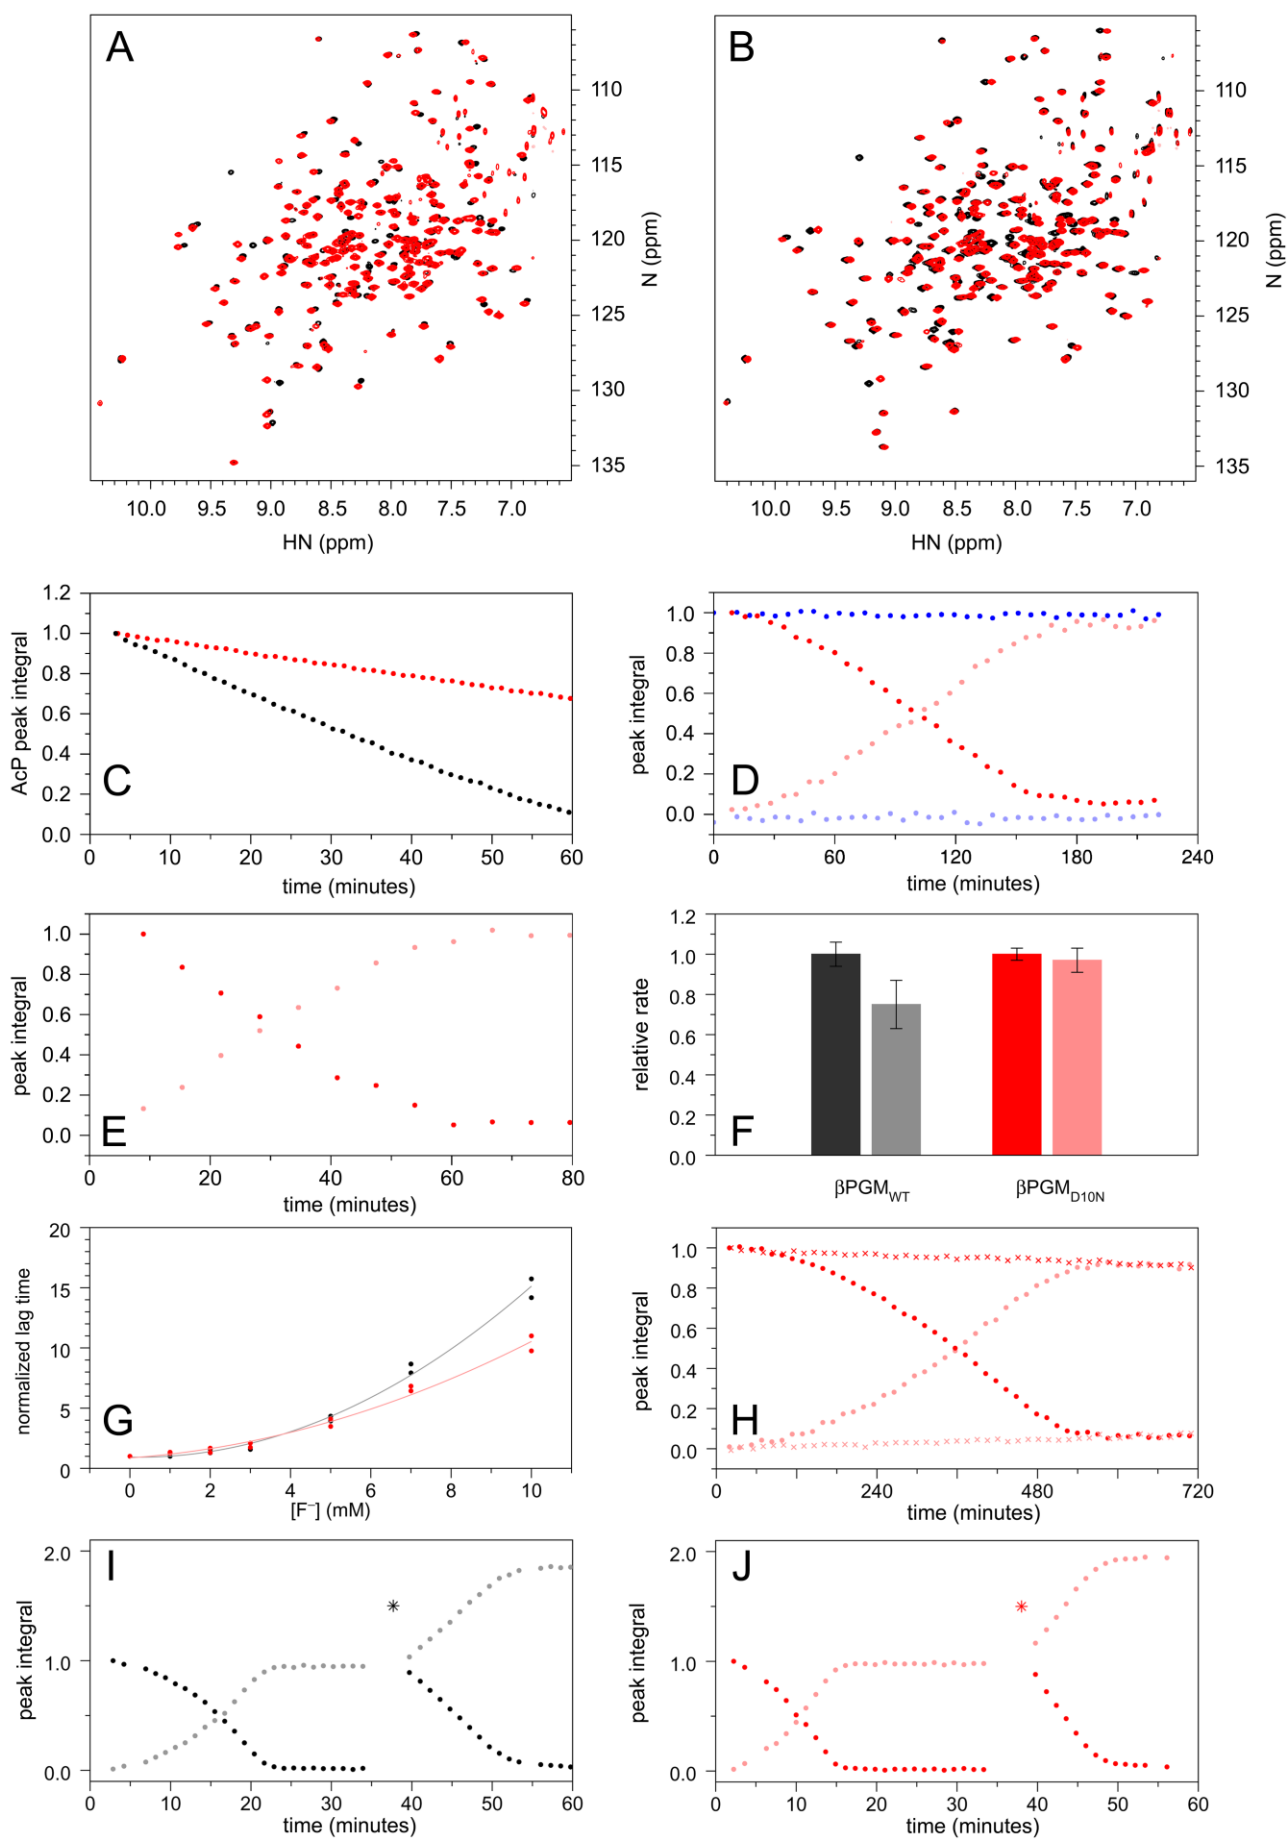 A
110
115
120
125
130
135
N (ppm)
10.0 9.5 9.0 8.5 8.0 7.5 7.0
HN (ppm)
B
110
115
120
125
130
135
N (ppm)
10.0 9.5 9.0 8.5 8.0 7.5 7.0
HN (ppm)
C
AcP peak integral
1.2
1.0
0.8
0.6
0.4
0.2
0.0
0 10 20 30 40 50 60
time (minutes)
D
peak integral
1.0
0.8
0.6
0.4
0.2
0.0
0 60 120 180 240
time (minutes)
E
peak integral
1.0
0.8
0.6
0.4
0.2
0.0
0 20 40 60 80
time (minutes)
F
relative rate
1.2
1.0
0.8
0.6
0.4
0.2
0.0
βPGM_WT βPGM_D10N
G
normalized lag time
20
15
10
5
0
0 2 4 6 8 10
[F⁻] (mM)
H
peak integral
1.0
0.8
0.6
0.4
0.2
0.0
0 240 480 720
time (minutes)
I
peak integral
2.0
1.0
0.0
0 10 20 30 40 50 60
time (minutes)
*
J
peak integral
2.0
1.0
0.0
0 10 20 30 40 50 60
time (minutes)
*